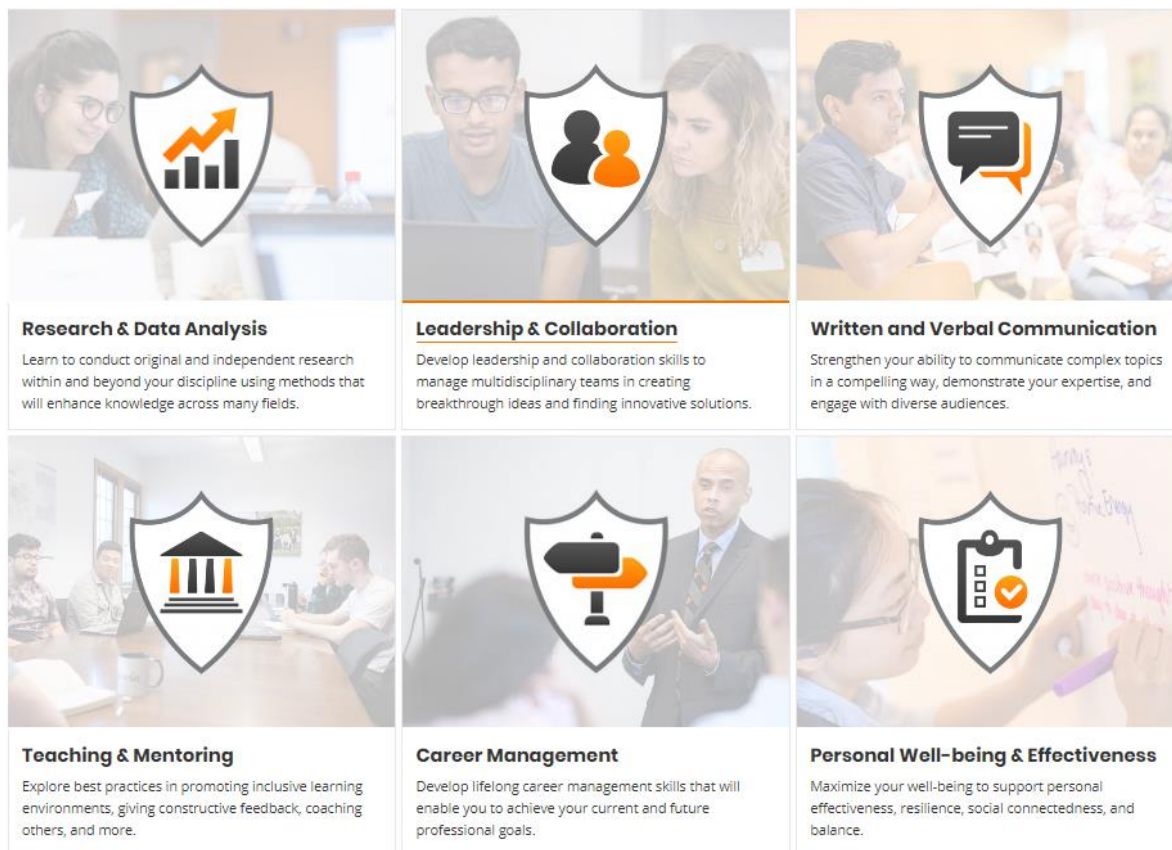 Research & Data Analysis
Learn to conduct original and independent research
within and beyond your discipline using methods that
will enhance knowledge across many fields.
Leadership & Collaboration
Develop leadership and collaboration skills to
manage multidisciplinary teams in creating
breakthrough ideas and finding innovative solutions.
Written and Verbal Communication
Strengthen your ability to communicate complex topics
in a compelling way, demonstrate your expertise, and
engage with diverse audiences.
Teaching & Mentoring
Explore best practices in promoting inclusive learning
environments, giving constructive feedback, coaching
others, and more.
Career Management
Develop lifelong career management skills that will
enable you to achieve your current and future
professional goals.
Personal Well-being & Effectiveness
Maximize your well-being to support personal
effectiveness, resilience, social connectedness, and
balance.